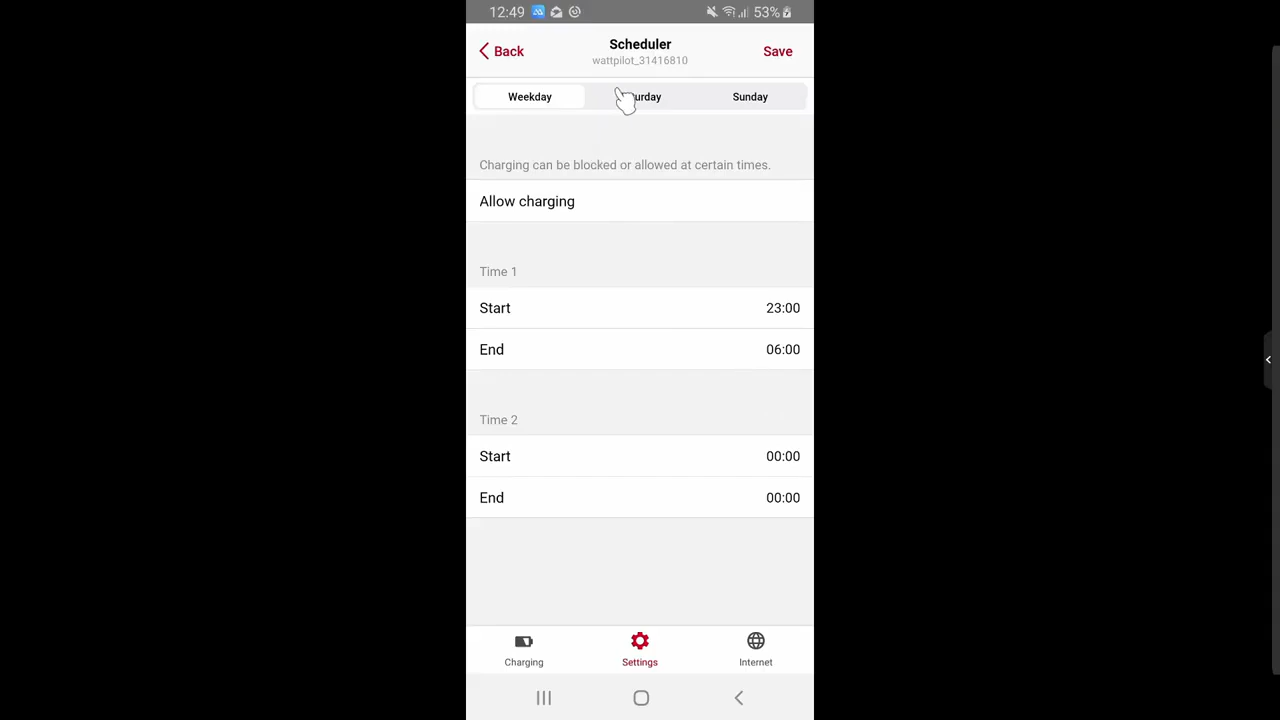 12:49 53%
Back Scheduler Save
wattpilot_31416810
Weekday urday Sunday
Charging can be blocked or allowed at certain times.
Allow charging
Time 1
Start 23:00
End 06:00
Time 2
Start 00:00
End 00:00
Charging Settings Internet